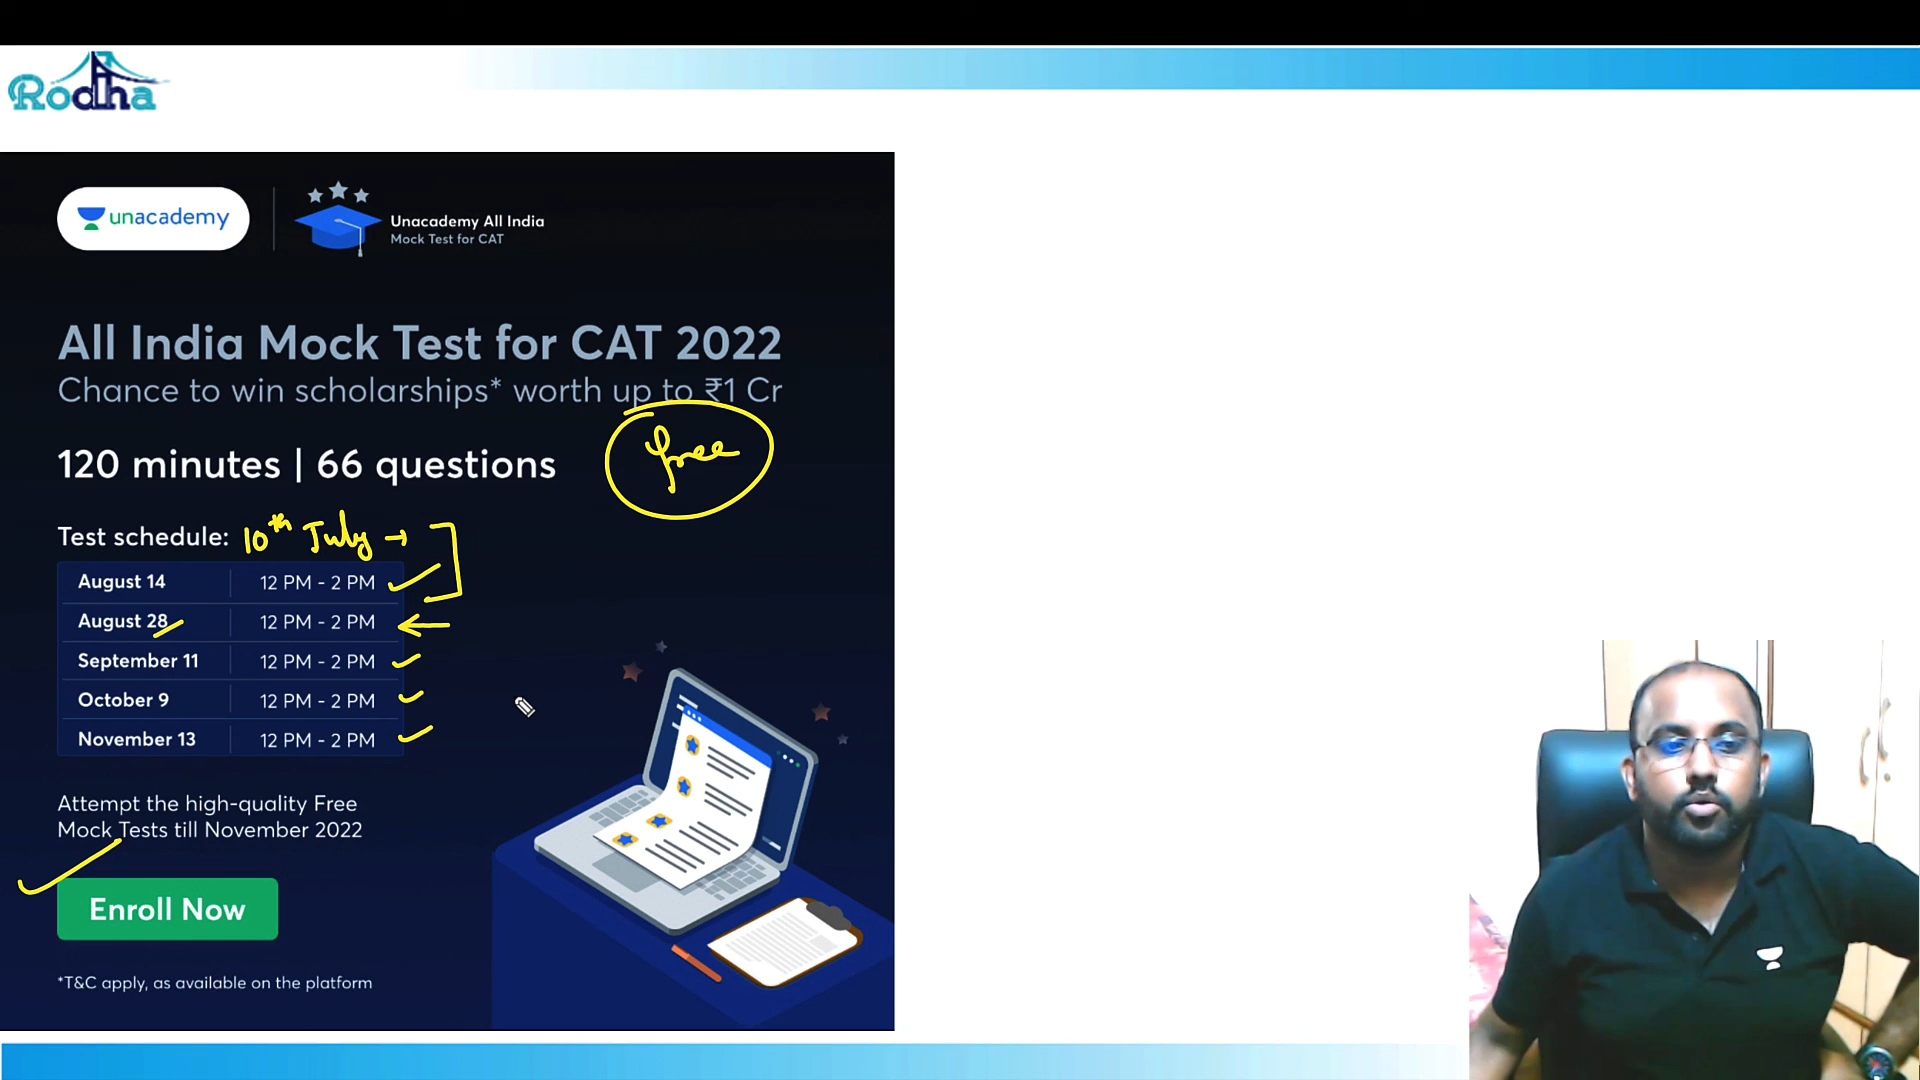 Rodha
unacademy
Unacademy All India
Mock Test for CAT
All India Mock Test for CAT 2022
Chance to win scholarships* worth up to ₹1 Cr
free
120 minutes | 66 questions
Test schedule: 10th July →
August 14 12 PM - 2 PM
August 28 12 PM - 2 PM
September 11 12 PM - 2 PM
October 9 12 PM - 2 PM
November 13 12 PM - 2 PM
Attempt the high-quality Free
Mock Tests till November 2022
Enroll Now
*T&C apply, as available on the platform